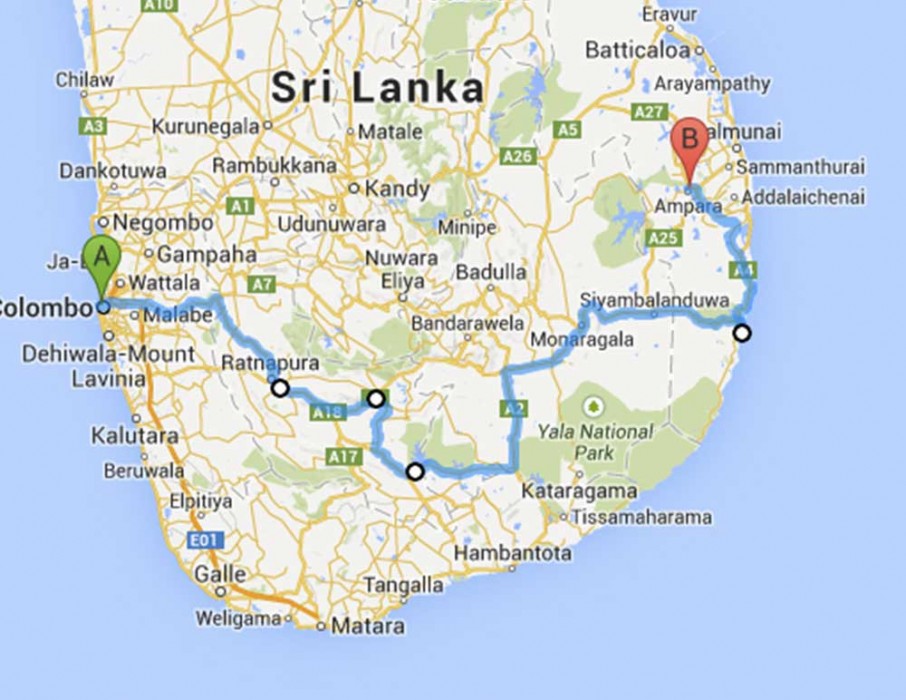 A10
Eravur
Batticaloa
Chilaw
Sri Lanka
Arayampathy
A3
Kurunegala
Matale
A5
A27
almunai
B
A26
Dankotuwa
Rambukkana
Kandy
Sammanthurai
A1
Ampara
Addalaichenai
Negombo
Udunuwara
Minipe
A25
Ja-
A
Gampaha
Nuwara
Eliya
Badulla
A4
Wattala
A7
Colombo
Malabe
Siyambalanduwa
Bandarawela
Monaragala
Dehiwala-Mount
Lavinia
Ratnapura
A18
A2
Kalutara
Yala National
Park
A17
Beruwala
Kataragama
Elpitiya
Tissamaharama
E01
Hambantota
Galle
Tangalla
Weligama
Matara